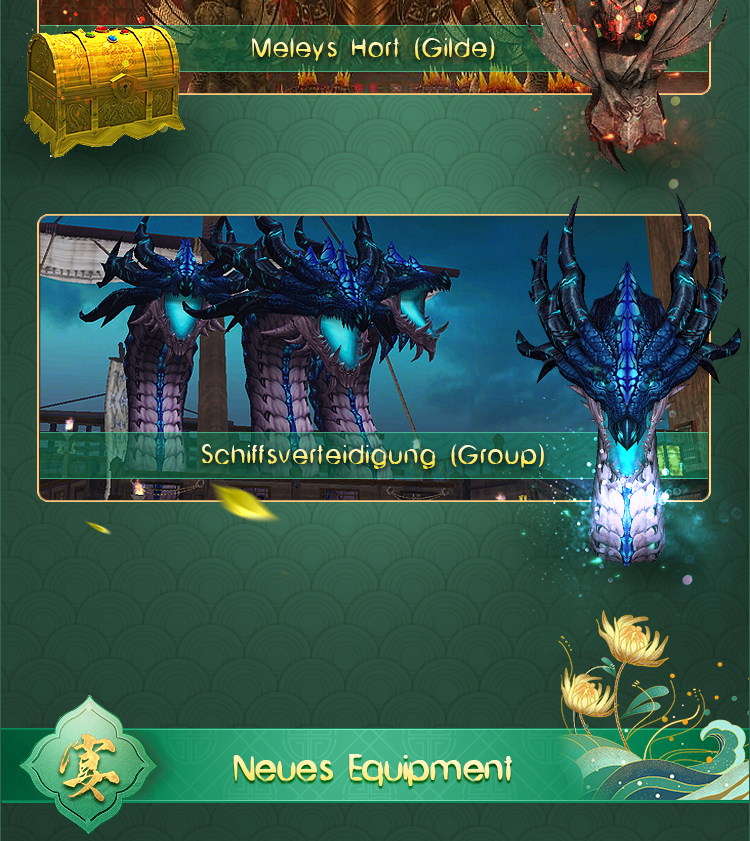 Meleys Hort (Gilde)
Schiffsverteidigung (Group)
宴
Neues Equipment